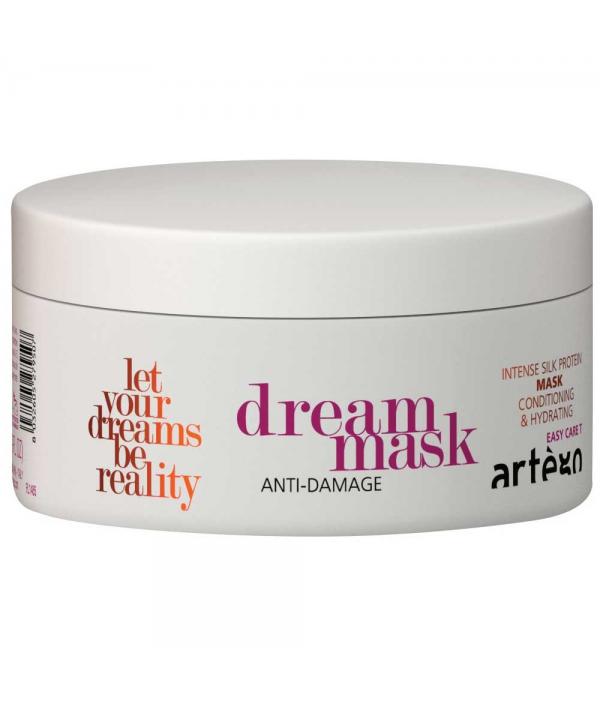 let
your
dreams
be
reality
dream
mask
ANTI-DAMAGE
INTENSE SILK PROTEIN
MASK
CONDITIONING
& HYDRATING
EASY CARE T
artègo